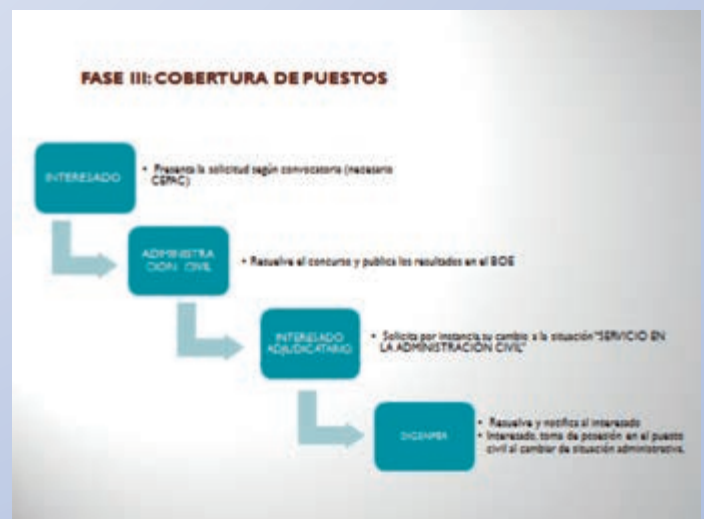 FASE III: COBERTURA DE PUESTOS
INTERESADO
• Presenta la solicitud según convocatoria (necesario
CEPAC)
ADMINISTRA
CION CIVIL
• Resuelve el concurso y publica los resultados en el BOE
INTERESADO
ADJUDICATARIO
• Solicita por instancia su cambio a la situación "SERVICIO EN
LA ADMINISTRACIÓN CIVIL"
DIGENPER
• Resuelve y notifica al interesado
• Interesado, toma de posesión en el puesto
civil al cambiar de situación administrativa.